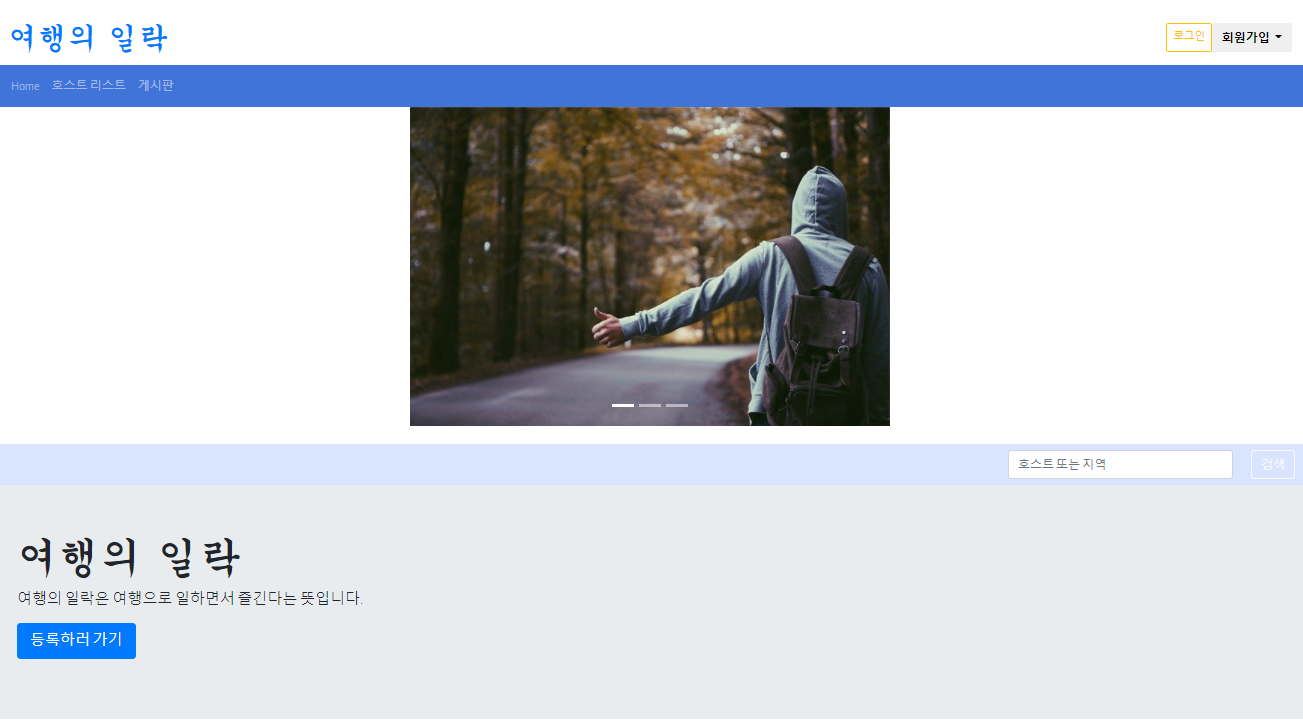 여행의 일락
로그인 회원가입
Home 호스트 리스트 게시판
호스트 또는 지역 검색
여행의 일락
여행의 일락은 여행으로 일하면서 즐긴다는 뜻입니다.
등록하러 가기